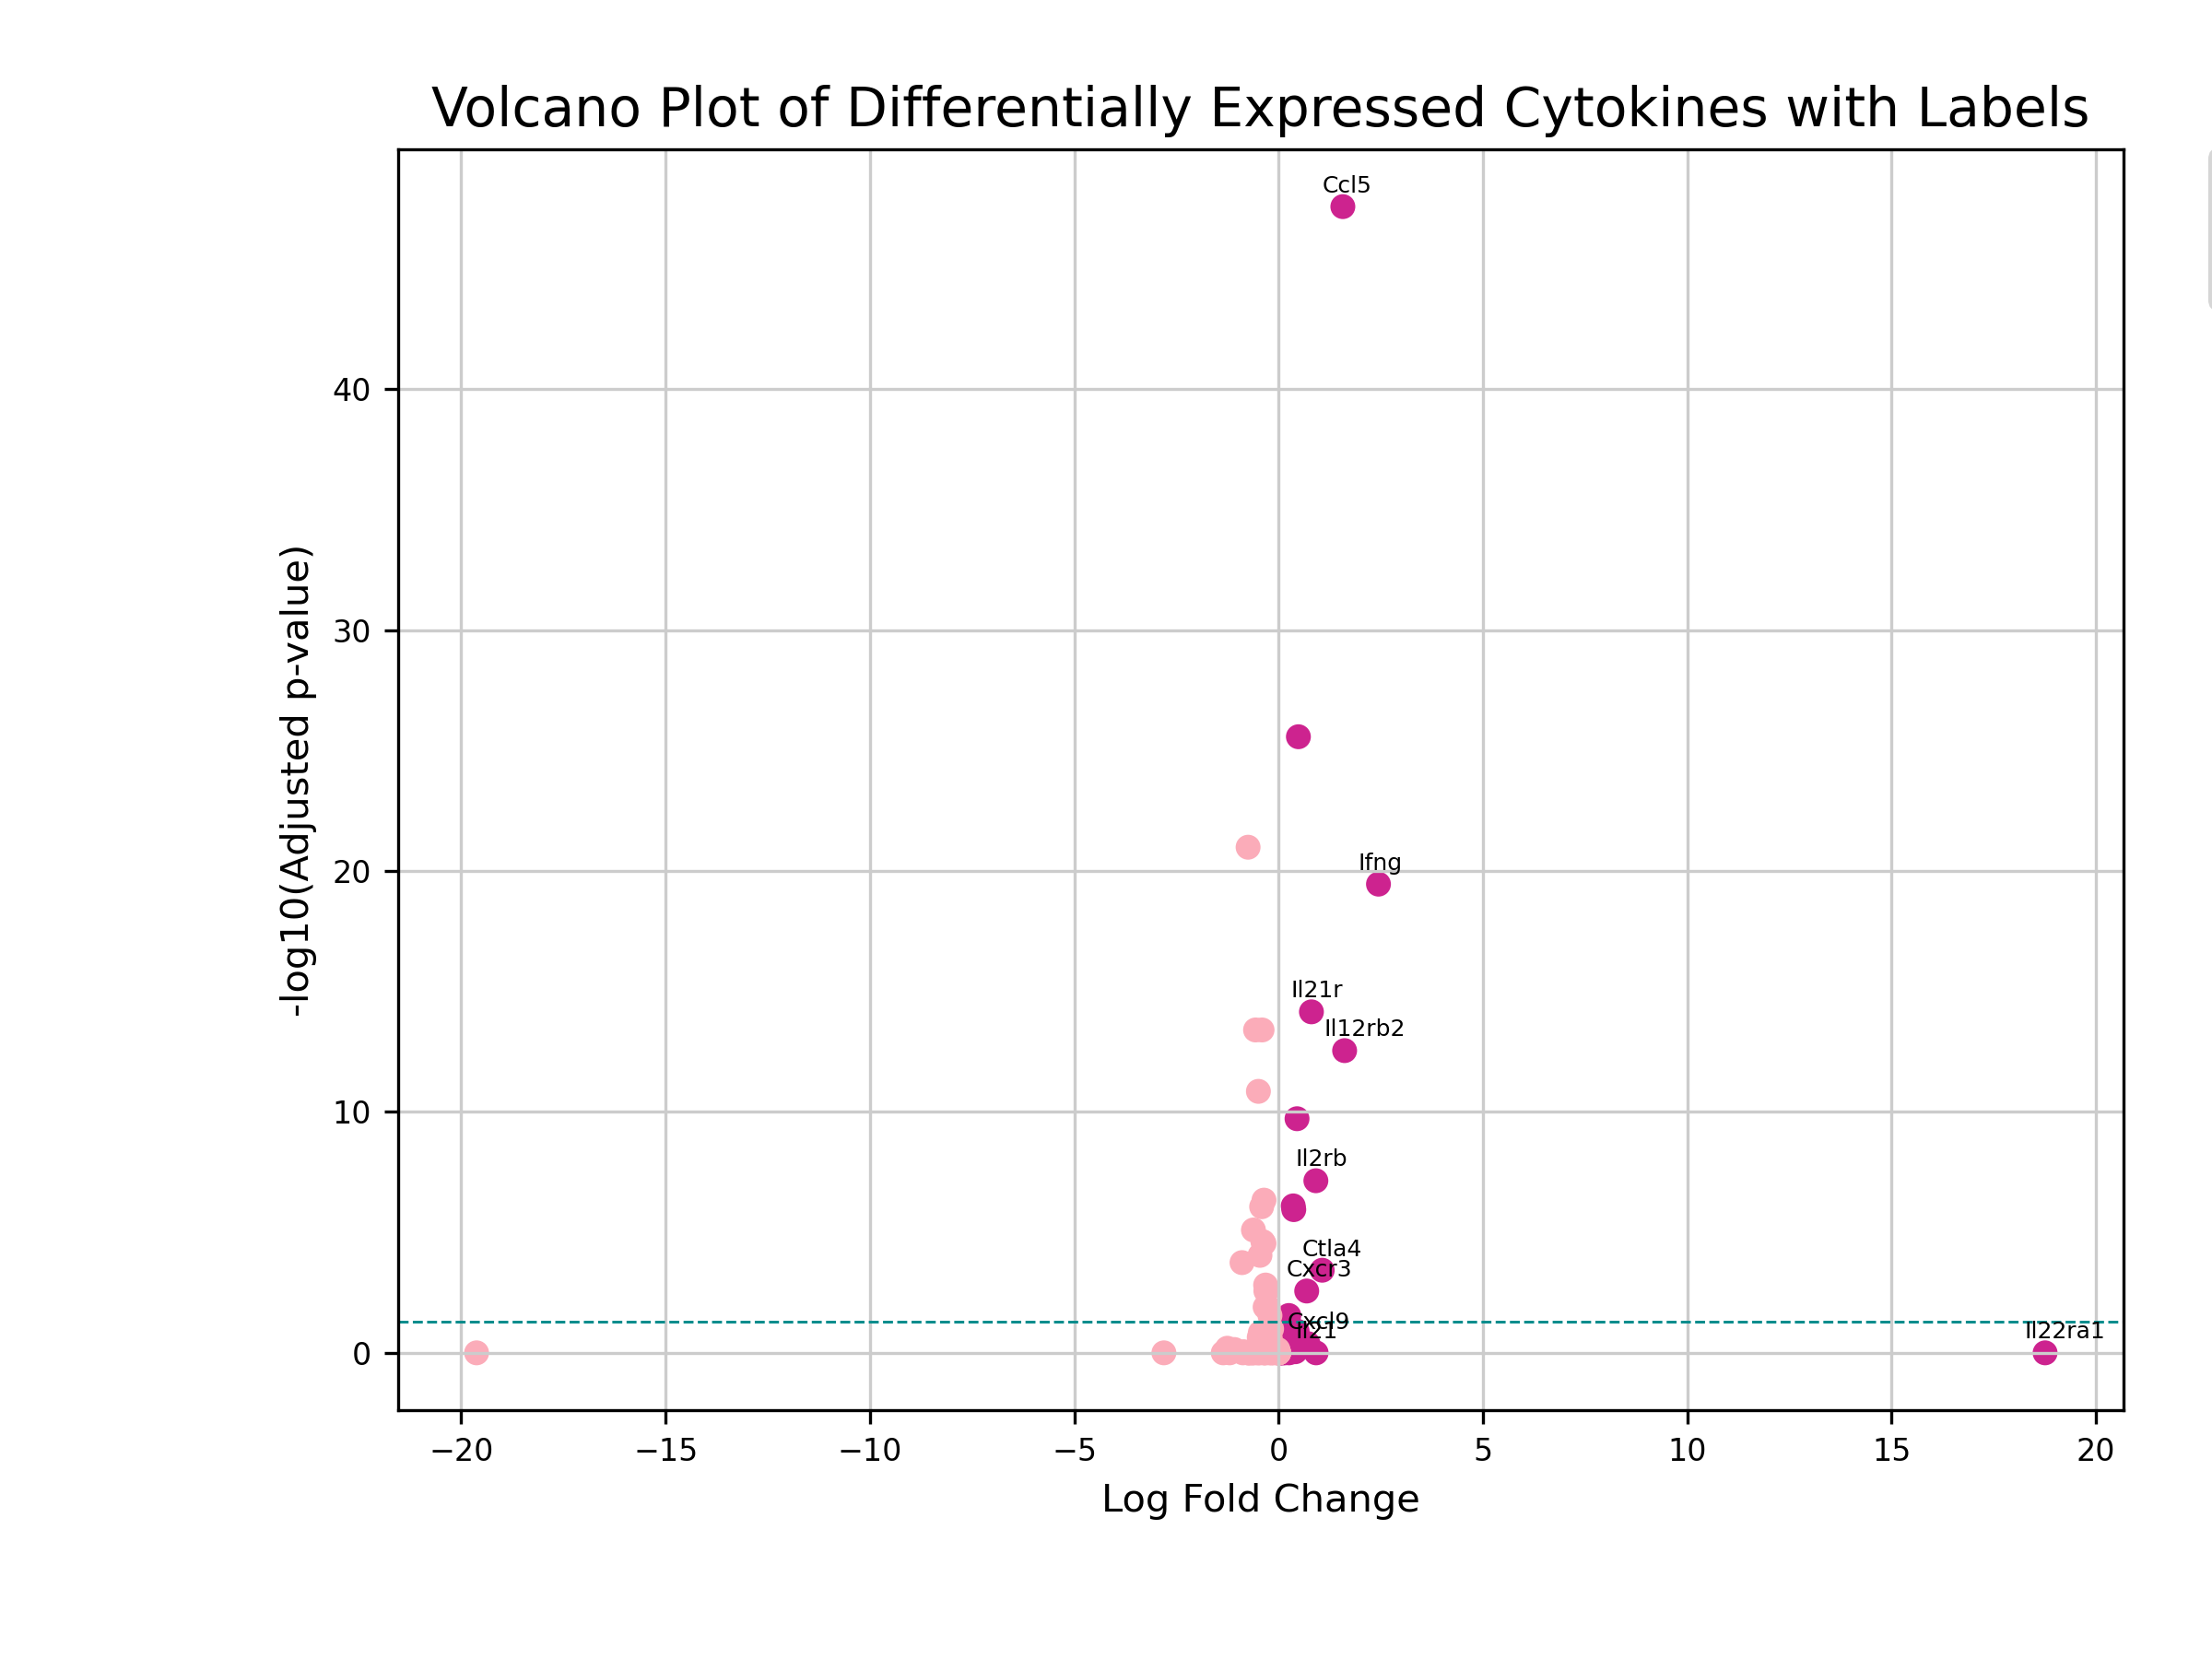 Volcano Plot of Differentially Expressed Cytokines with Labels
Ccl5
40
30
-log10(Adjusted p-value)
20
Ifng
Il21r
Il12rb2
10
Il2rb
Ctla4
Cxcr3
Cxcl9
Il21
Il22ra1
0
−20 −15 −10 −5 0 5 10 15 20
Log Fold Change